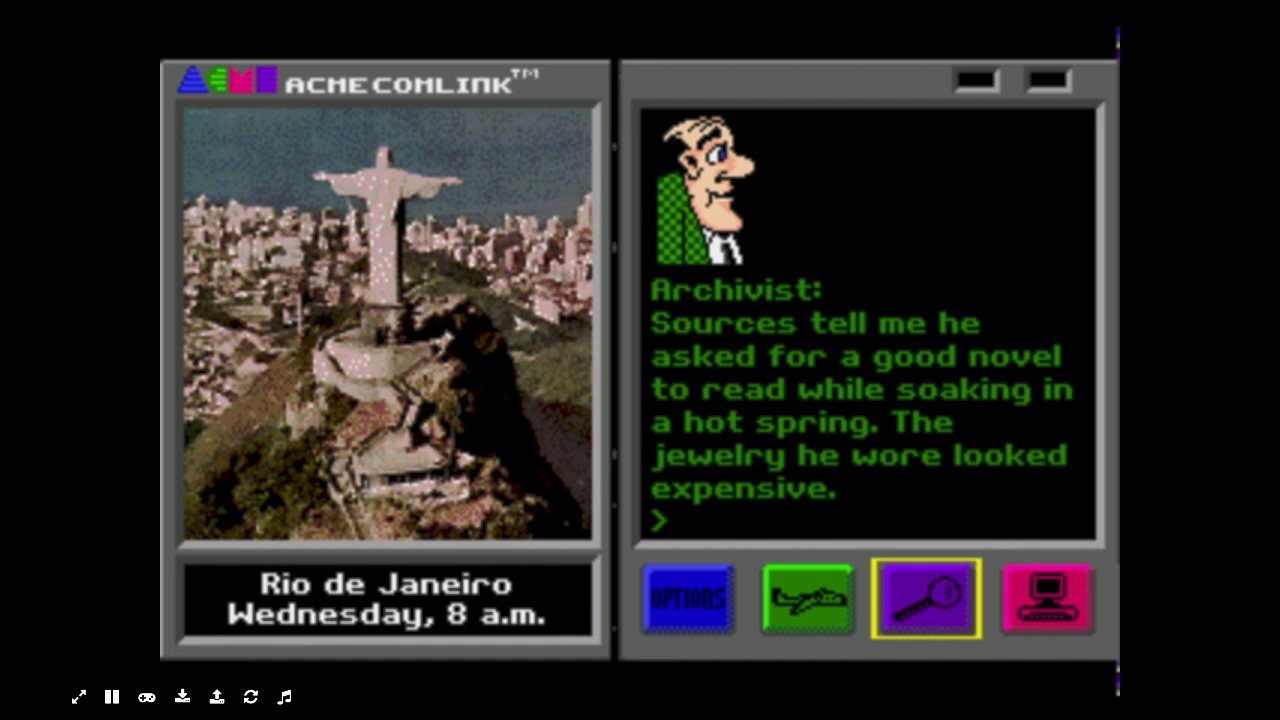 ACME ACME COMLINK™
Rio de Janeiro
Wednesday, 8 a.m.
Archivist:
Sources tell me he
asked for a good novel
to read while soaking in
a hot spring. The
jewelry he wore looked
expensive.
>
OPTIONS